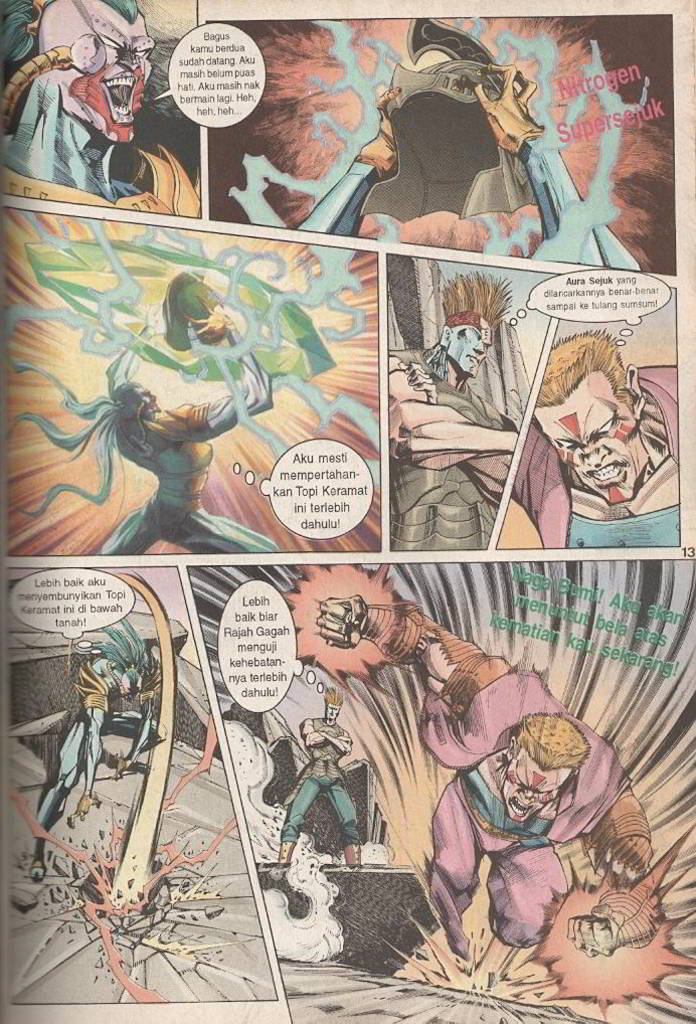 Bagus
kamu berdua
sudah datang. Aku
masih belum puas
hati. Aku masih nak
bermain lagi. Heh,
heh, heh...
Nitrogen
Supersejuk
Aku mesti
mempertahan-
kan Topi Keramat
ini terlebih
dahulu!
Aura Sejuk yang
dilancarkannya benar-benar
sampai ke tulang sumsum!
13
Lebih baik aku
menyembunyikan Topi
Keramat ini di bawah
tanah!
Lebih
baik biar
Rajah Gagah
menguji
kehebatan-
nya terlebih
dahulu!
Naga Bumi! Aku akan
menuntut bela atas
kematian kau sekarang!